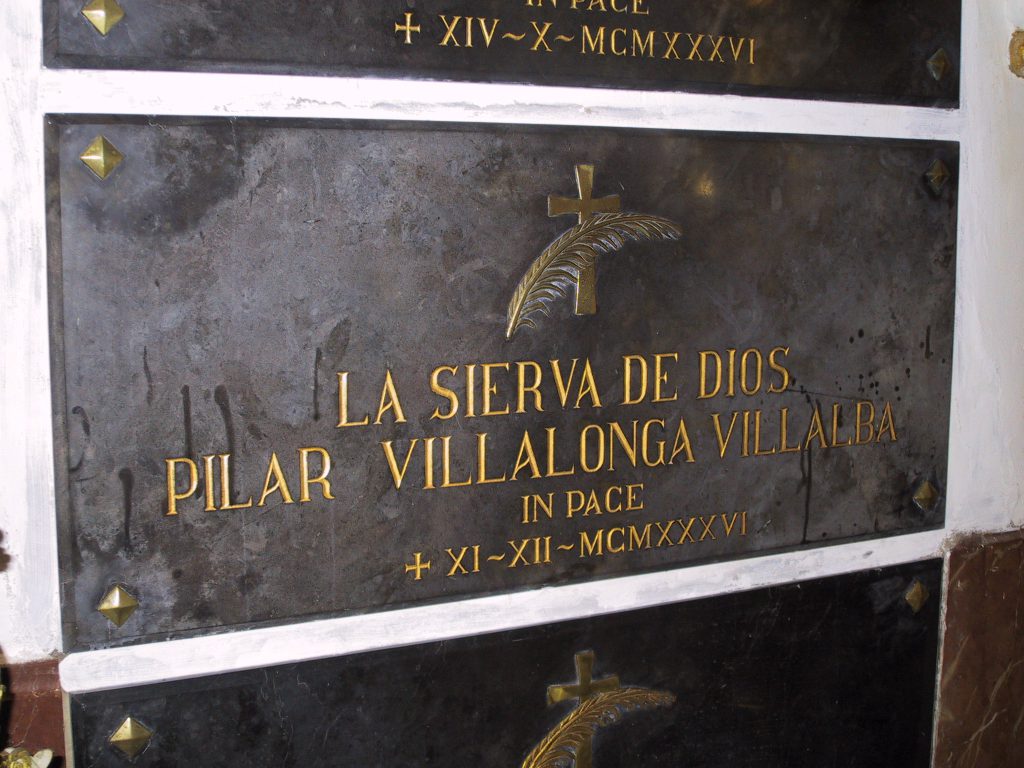 IN PACE
+ XIV~X~MCMXXXVI
LA SIERVA DE DIOS
PILAR VILLALONGA VILLALBA
IN PACE
+ XI~XII~MCMXXXVI